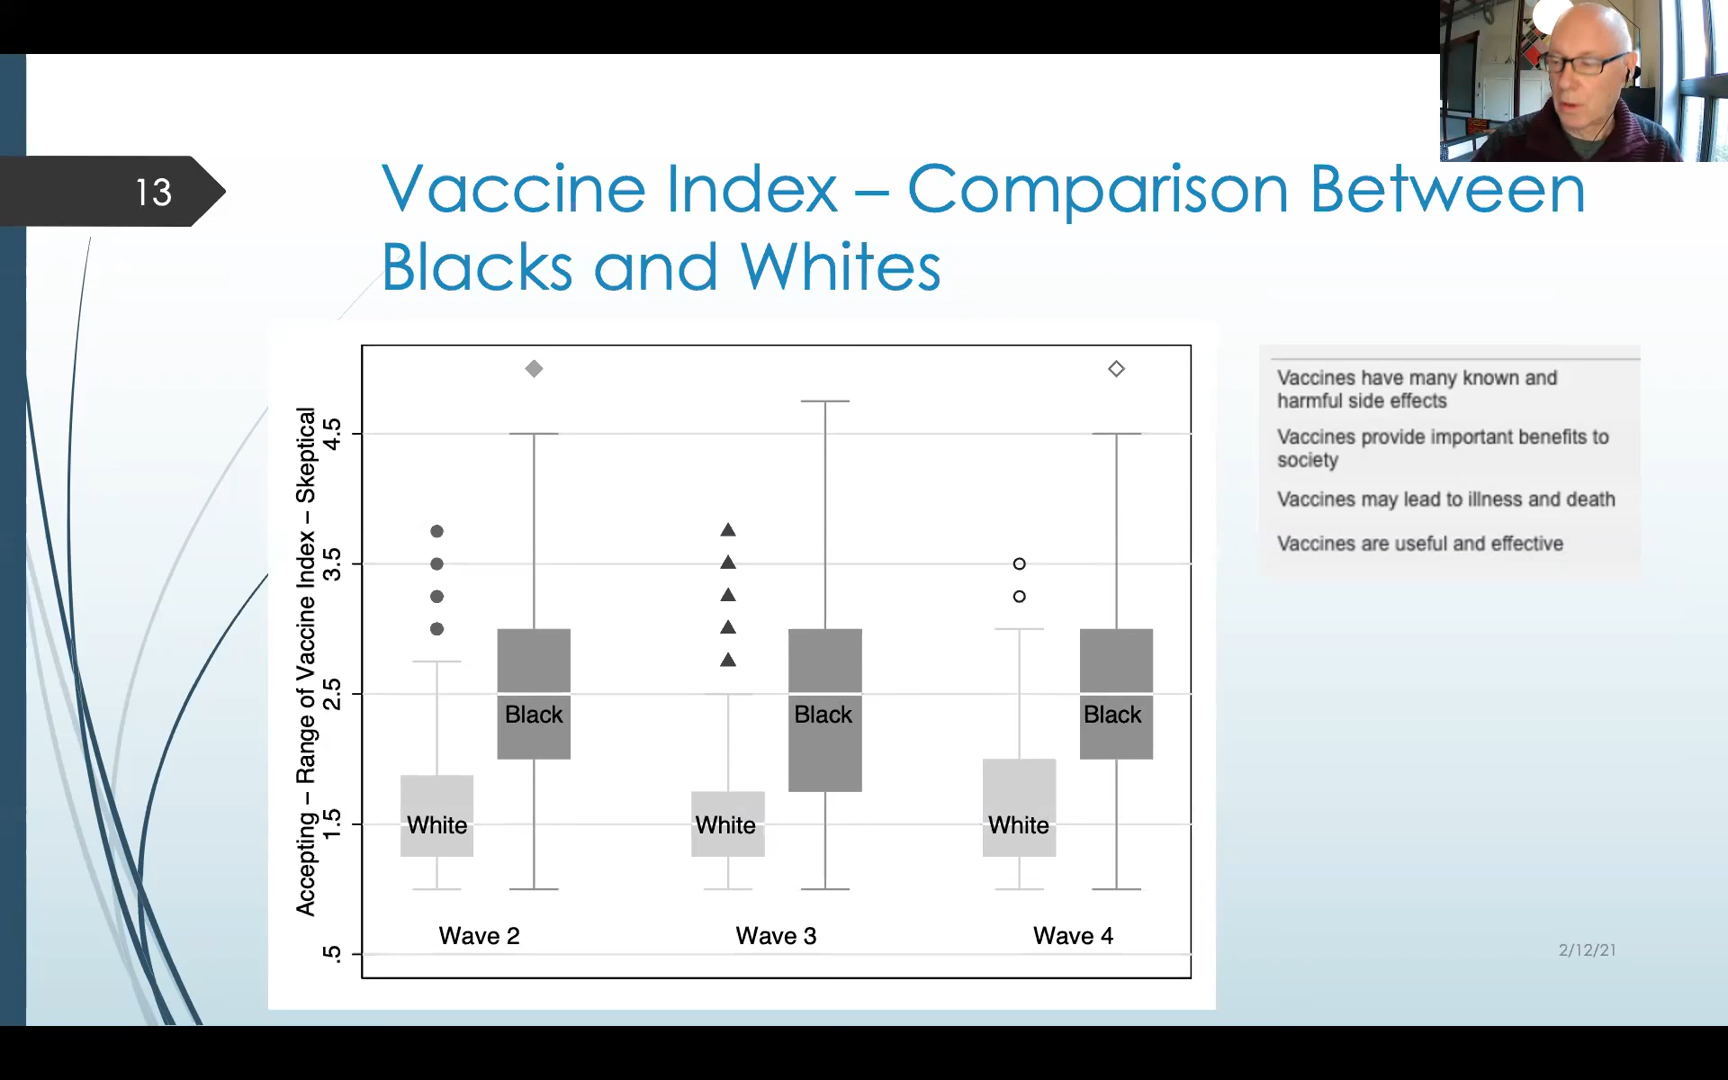 13
Vaccine Index – Comparison Between
Blacks and Whites
Accepting – Range of Vaccine Index – Skeptical
4.5
3.5
2.5
1.5
.5
White
Black
White
Black
White
Black
Wave 2
Wave 3
Wave 4
Vaccines have many known and
harmful side effects
Vaccines provide important benefits to
society
Vaccines may lead to illness and death
Vaccines are useful and effective
2/12/21